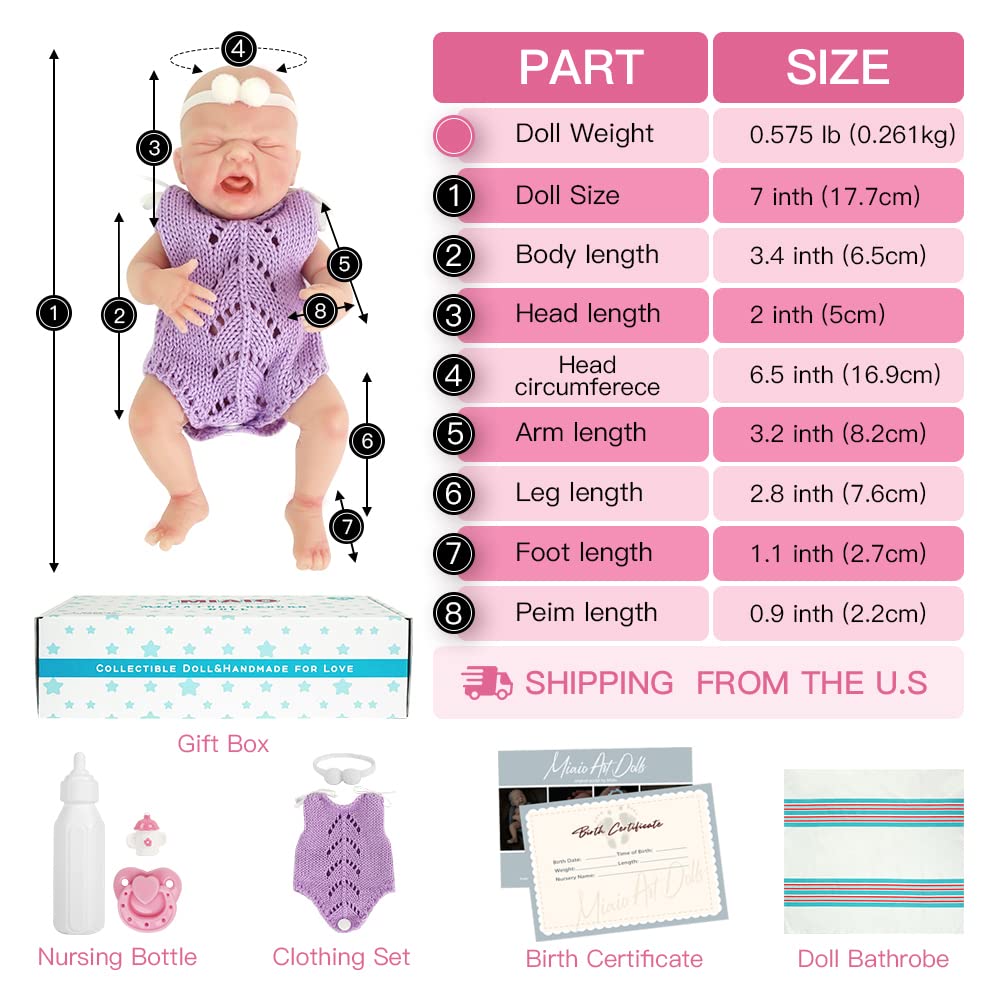 PART SIZE
Doll Weight 0.575 lb (0.261kg)
1 Doll Size 7 inth (17.7cm)
2 Body length 3.4 inth (6.5cm)
3 Head length 2 inth (5cm)
4 Head circumferece 6.5 inth (16.9cm)
5 Arm length 3.2 inth (8.2cm)
6 Leg length 2.8 inth (7.6cm)
7 Foot length 1.1 inth (2.7cm)
8 Peim length 0.9 inth (2.2cm)
SHIPPING FROM THE U.S
4
3
5
1
2
8
6
7
MIAIO
COLLECTIBLE DOLL&HANDMADE FOR LOVE
Gift Box
Nursing Bottle
Clothing Set
Miaio Art Dolls
Birth Certificate
Birth Date: Time of Birth:
Weight: Length:
Nursery Name:
Miaio Art Dolls
Birth Certificate
Doll Bathrobe